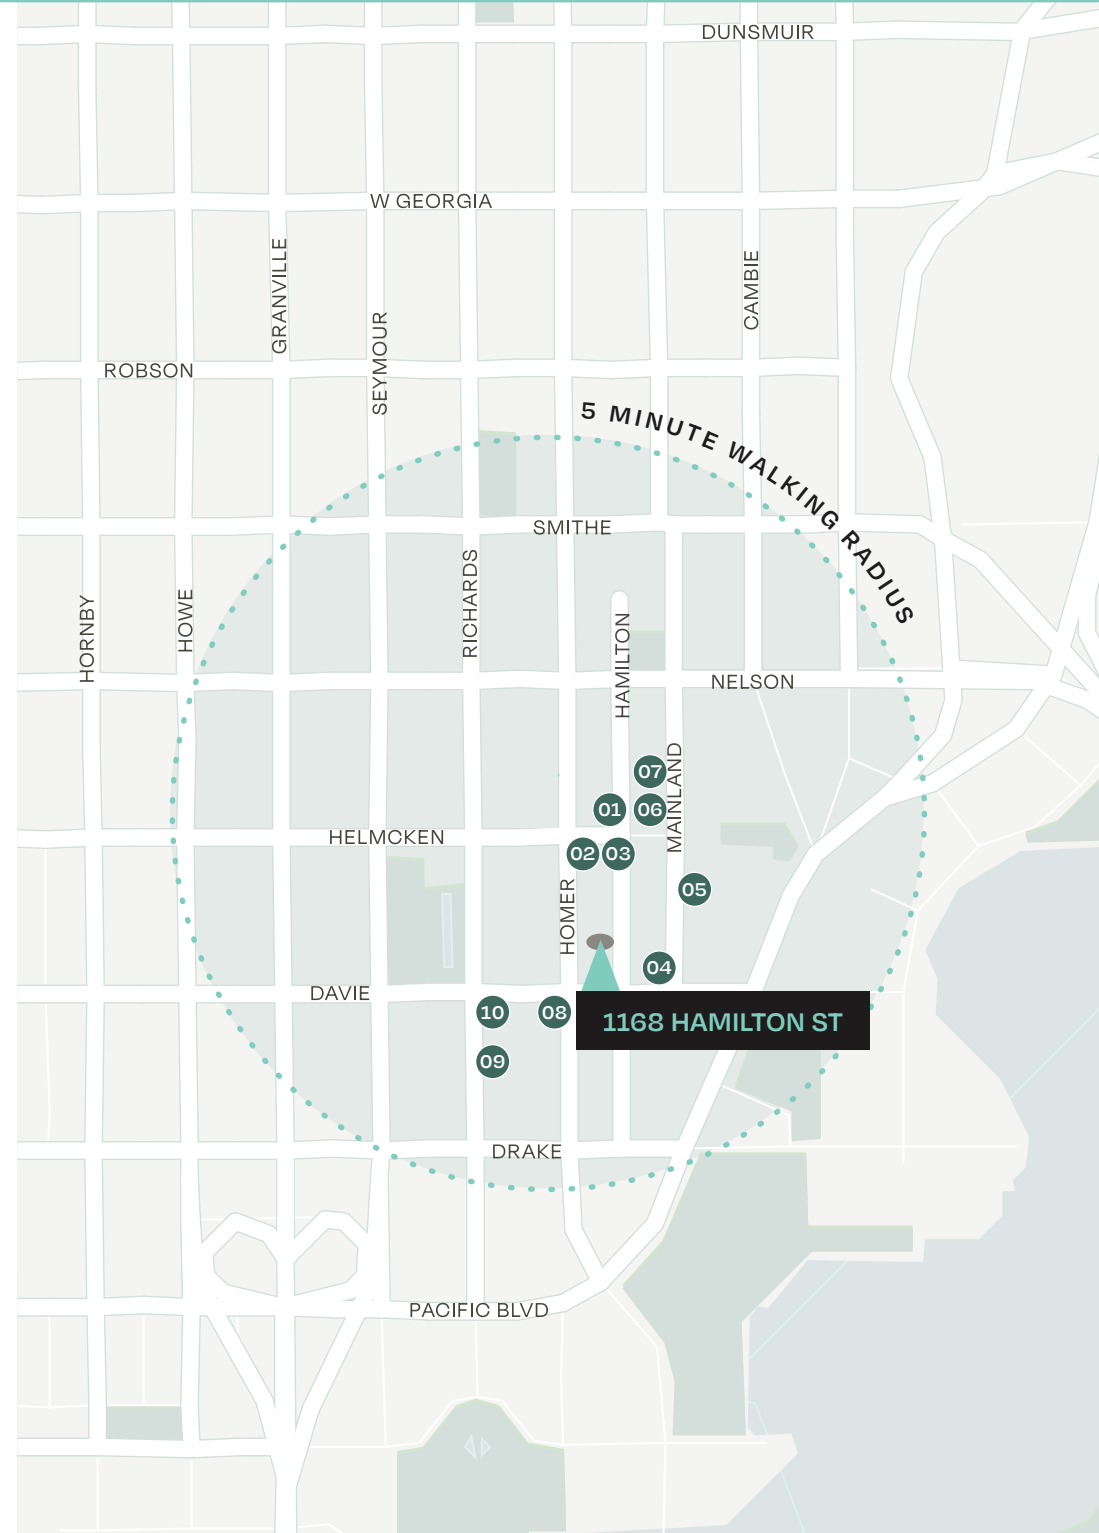 DUNSMUIR
W GEORGIA
GRANVILLE
CAMBIE
SEYMOUR
ROBSON
5 MINUTE WALKING RADIUS
SMITHE
RICHARDS
HOWE
HORNBY
HAMILTON
NELSON
MAINLAND
07
01
06
HELMCKEN
02
03
05
HOMER
04
DAVIE
10
08
1168 HAMILTON ST
09
DRAKE
PACIFIC BLVD